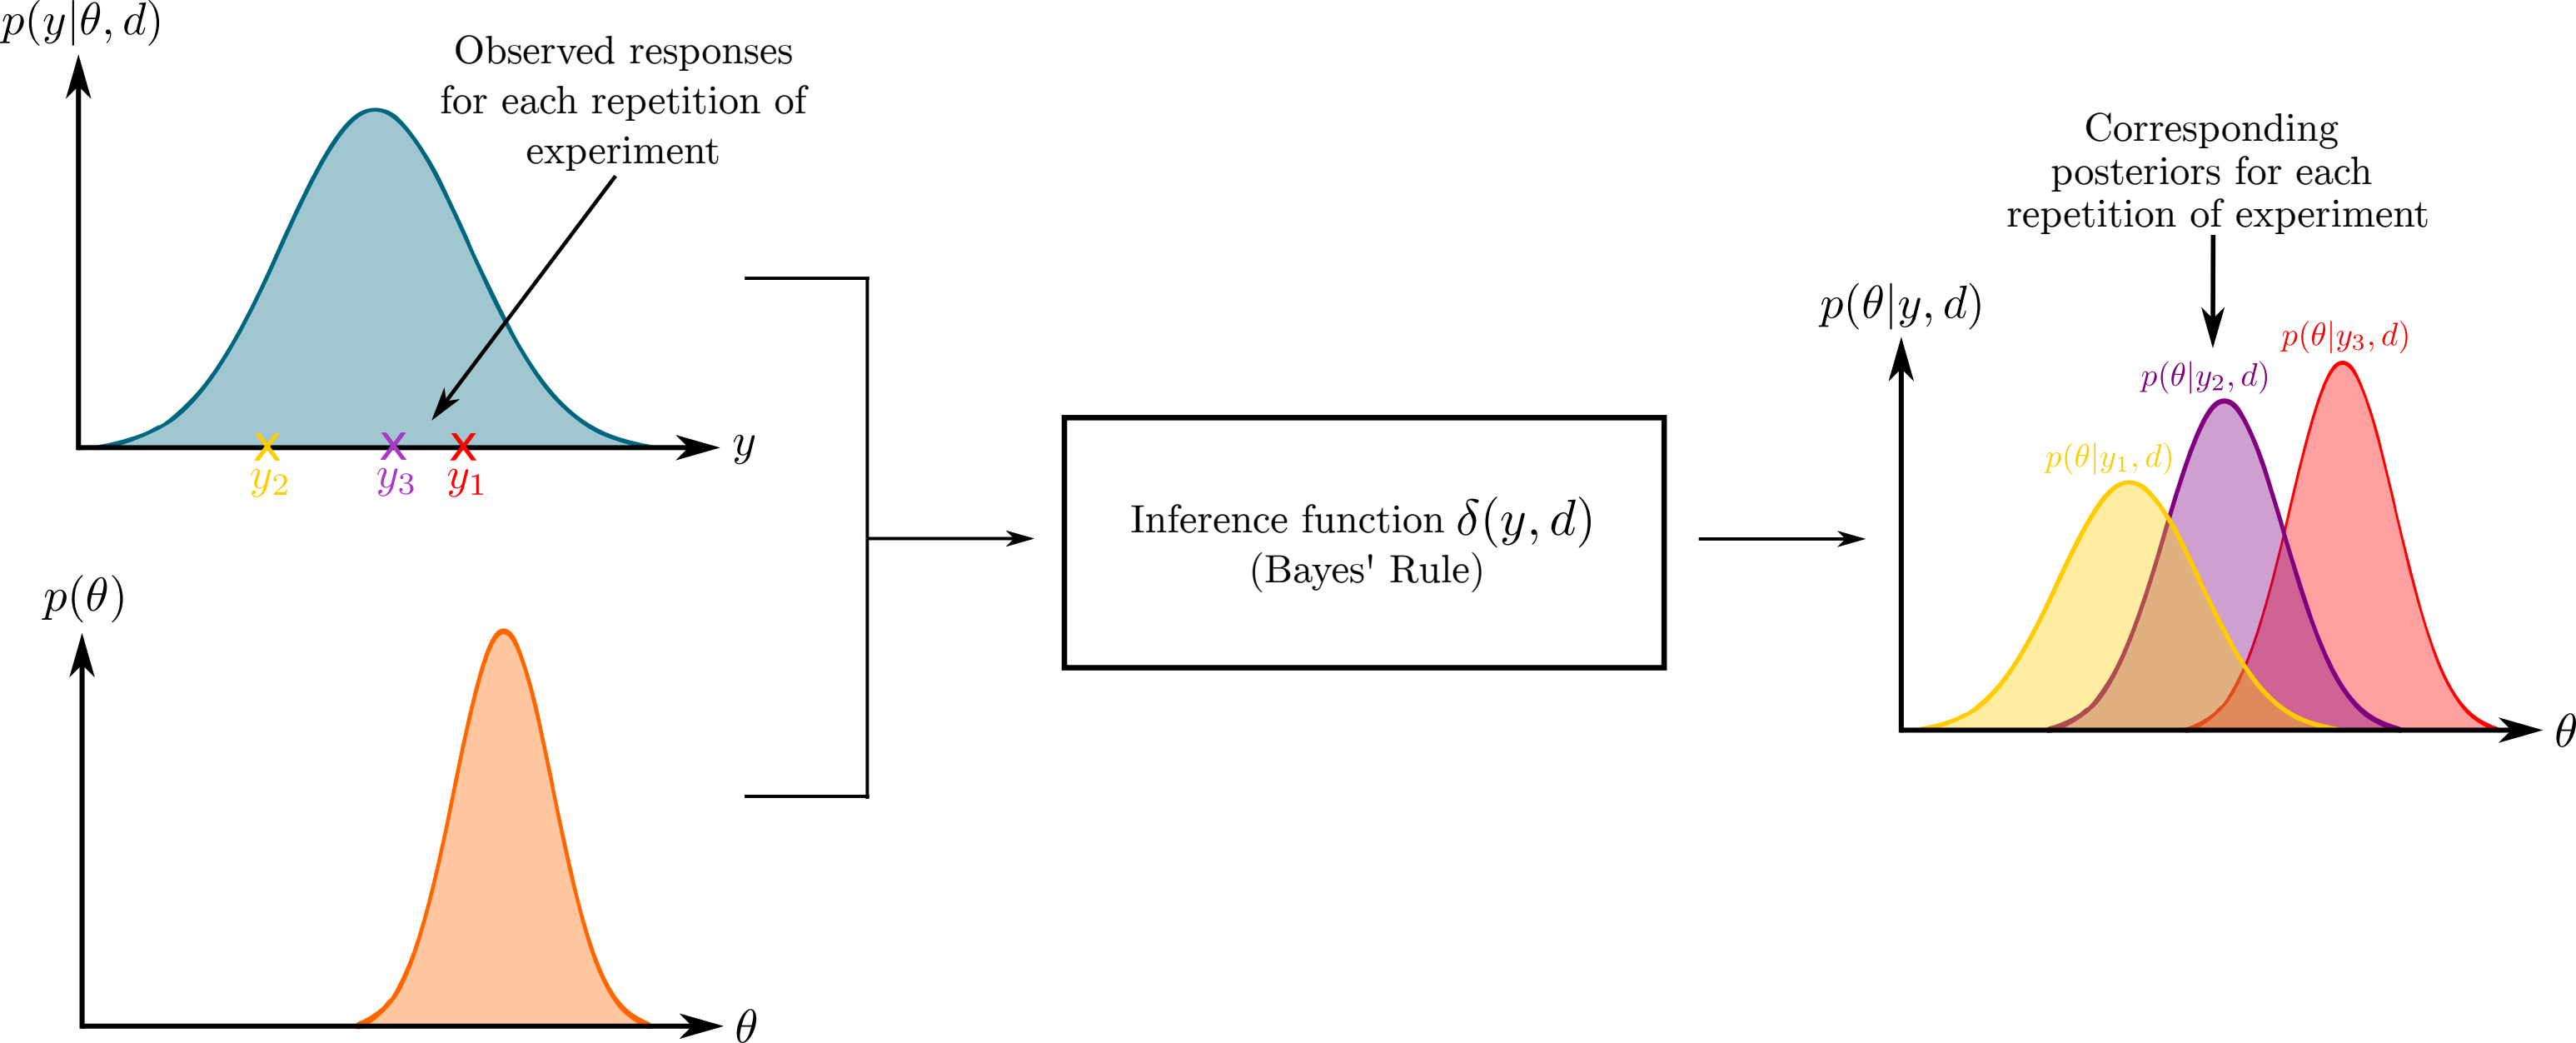 p(y|θ, d)
Observed responses
for each repetition of
experiment
y
y₂
y₃
y₁
p(θ)
θ
Inference function δ(y, d)
(Bayes' Rule)
Corresponding
posteriors for each
repetition of experiment
p(θ|y, d)
p(θ|y₃, d)
p(θ|y₂, d)
p(θ|y₁, d)
θ